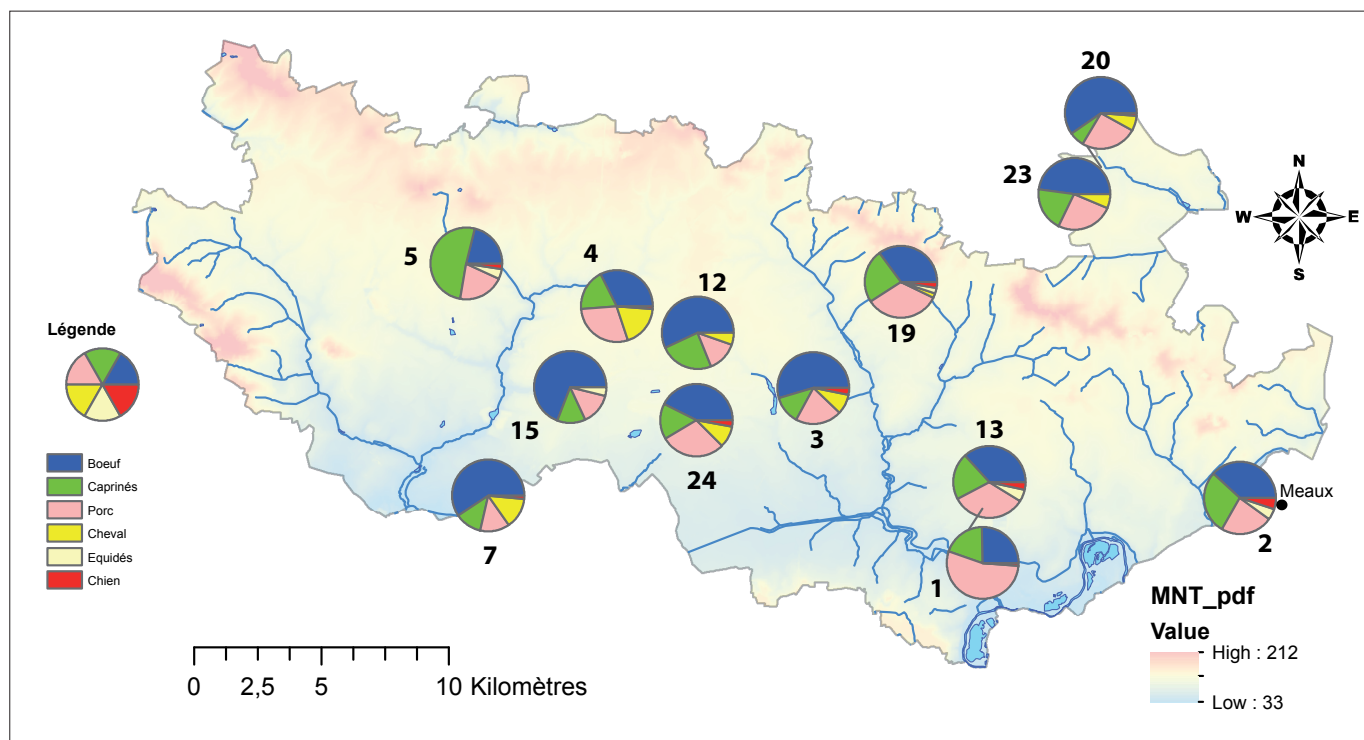 20
N
23
W E
S
5
4
12
19
Légende
15
3
13
24
Meaux
7
2
1
Boeuf
Caprinés
Porc
Cheval
Equidés
Chien
MNT_pdf
Value
High : 212
Low : 33
0 2,5 5 10 Kilomètres